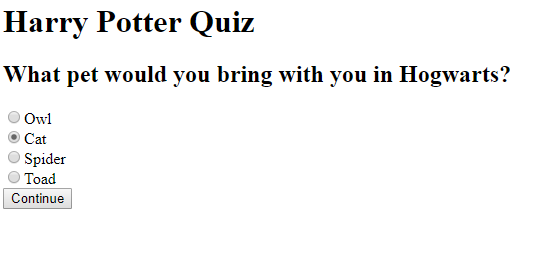 Harry Potter Quiz
What pet would you bring with you in Hogwarts?
Owl
Cat
Spider
Toad
Continue